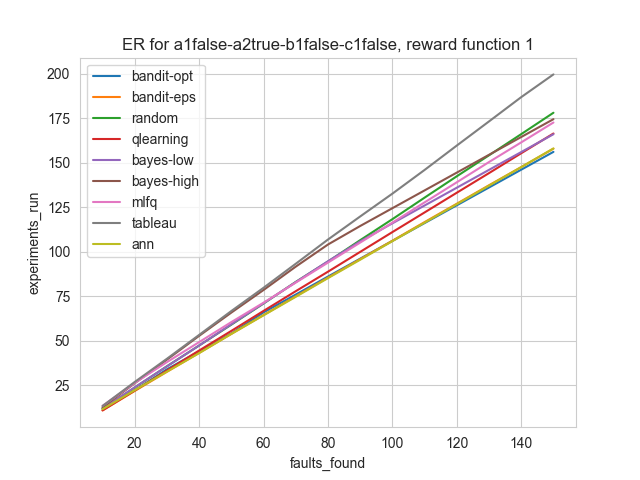 ER for a1false-a2true-b1false-c1false, reward function 1
experiments_run
200
175
150
125
100
75
50
25
bandit-opt
bandit-eps
random
qlearning
bayes-low
bayes-high
mlfq
tableau
ann
20 40 60 80 100 120 140
faults_found